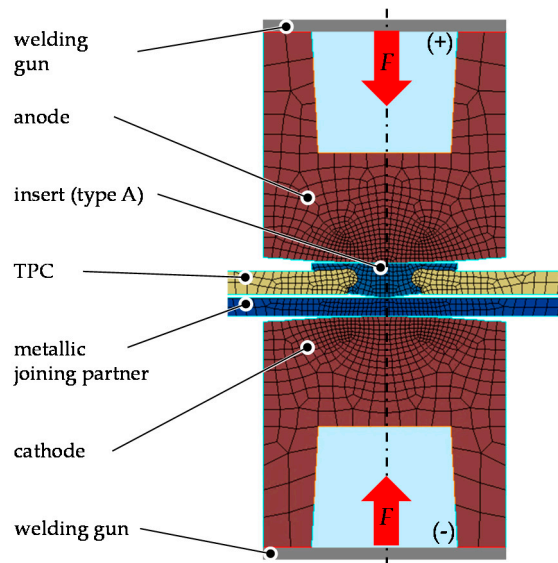 welding
gun
(+)
F
anode
insert (type A)
TPC
metallic
joining partner
cathode
F
welding gun
(-)